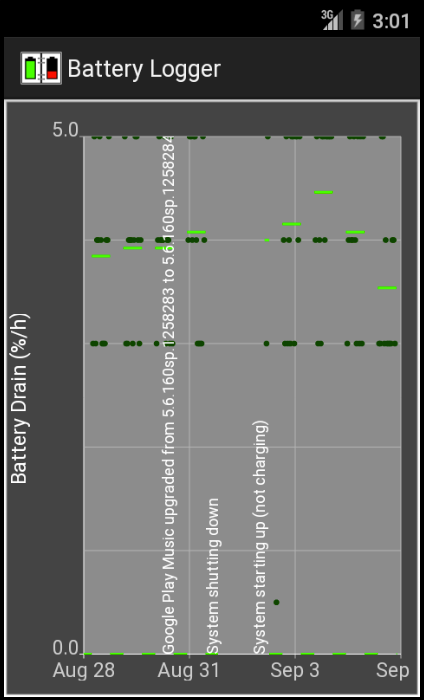 3G 3:01
Battery Logger
5.0
Battery Drain (%/h)
Google Play Music upgraded from 5.6.160sp.1258283 to 5.6.160sp.1258284
System shutting down
System starting up (not charging)
0.0
Aug 28 Aug 31 Sep 3 Sep